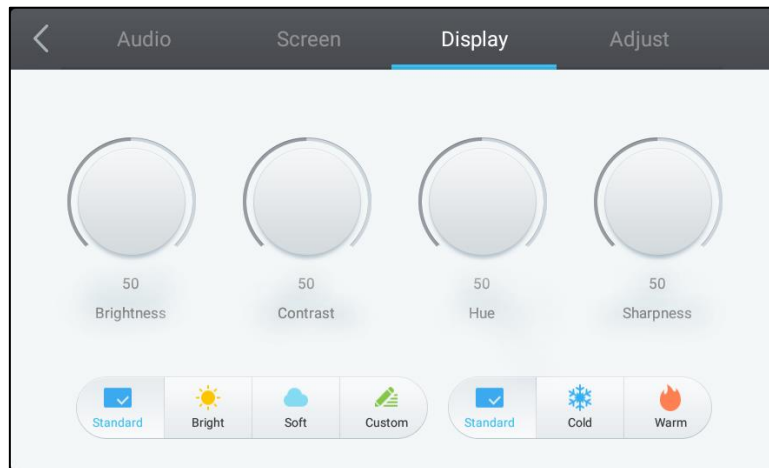 Audio Screen Display Adjust
50 50 50 50
Brightness Contrast Hue Sharpness
Standard Bright Soft Custom Standard Cold Warm